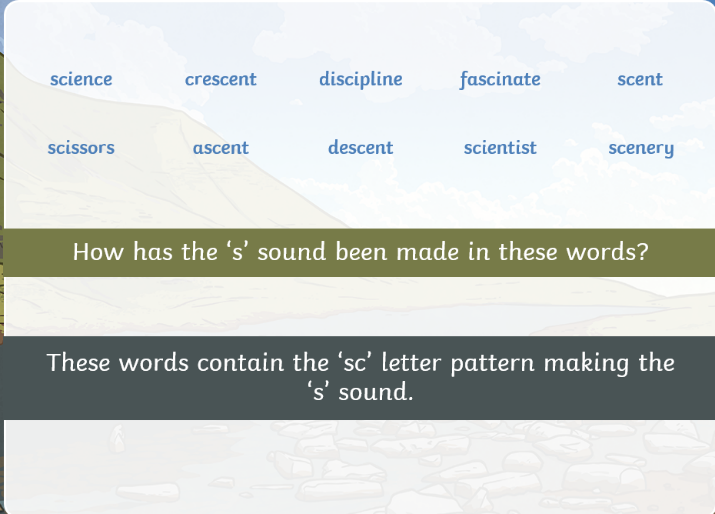 science crescent discipline fascinate scent
scissors ascent descent scientist scenery
How has the ‘s’ sound been made in these words?
These words contain the ‘sc’ letter pattern making the
‘s’ sound.